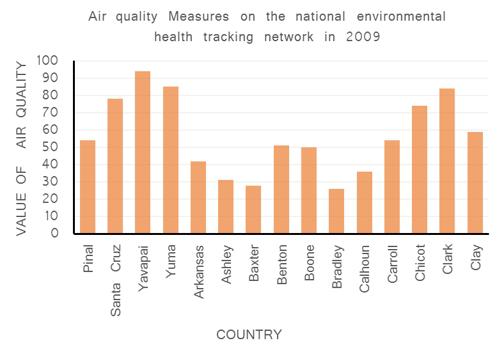 Air quality Measures on the national environmental
health tracking network in 2009
VALUE OF AIR QUALITY
100
90
80
70
60
50
40
30
20
10
0
Pinal
Santa Cruz
Yavapai
Yuma
Arkansas
Ashley
Baxter
Benton
Boone
Bradley
Calhoun
Carroll
Chicot
Clark
Clay
COUNTRY